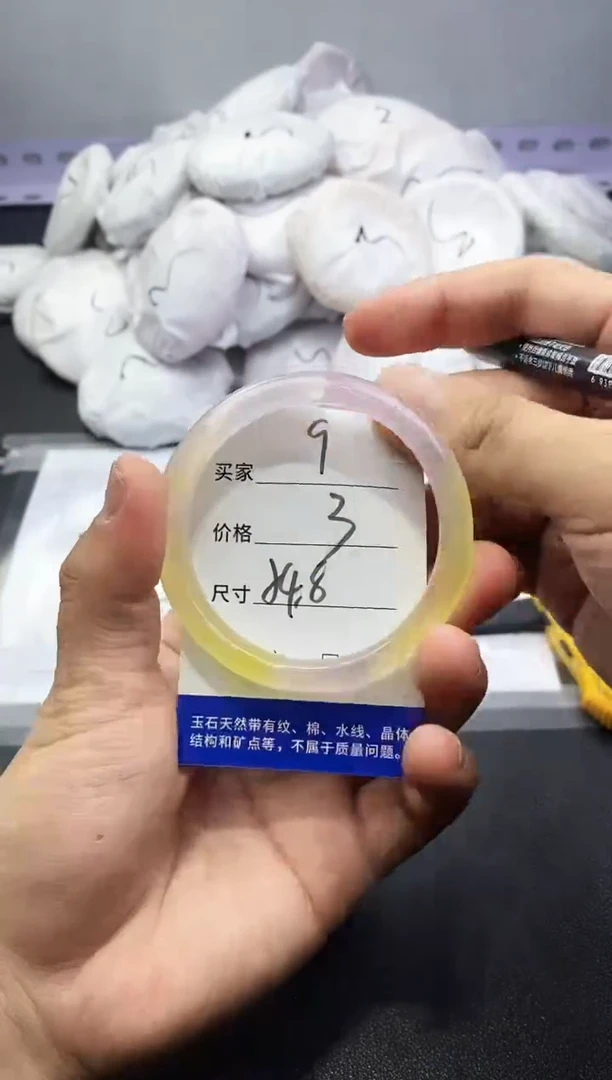 买家 9
价格 3
尺寸 54.8
玉石天然带有纹、棉、水线、晶体
结构和矿点等，不属于质量问题。